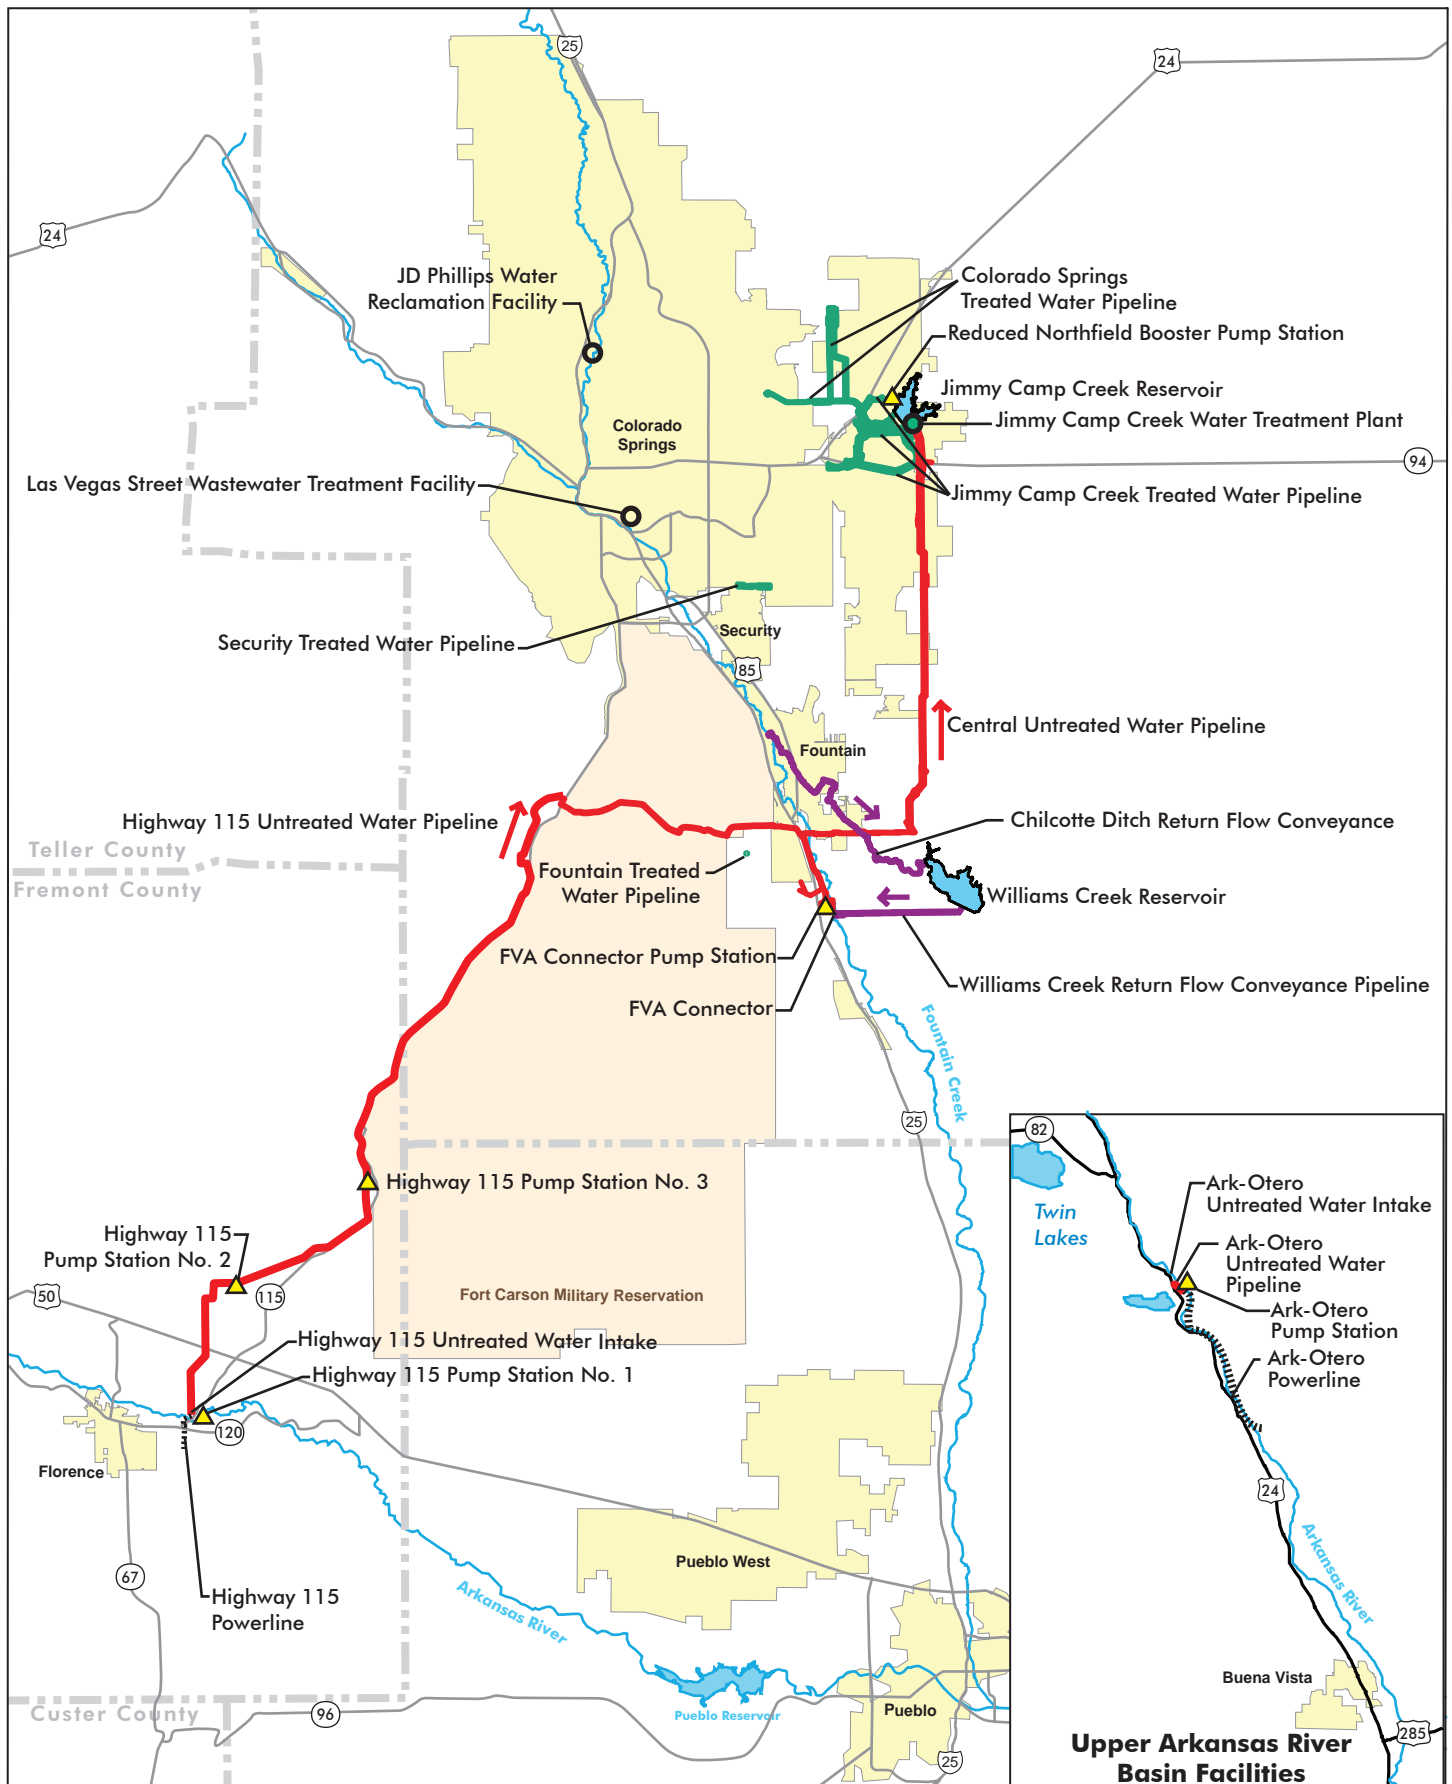 25
24
24
JD Phillips Water
Reclamation Facility
Colorado Springs
Treated Water Pipeline
Reduced Northfield Booster Pump Station
Jimmy Camp Creek Reservoir
Jimmy Camp Creek Water Treatment Plant
Colorado
Springs
94
Las Vegas Street Wastewater Treatment Facility
Jimmy Camp Creek Treated Water Pipeline
Security Treated Water Pipeline
Security
85
Central Untreated Water Pipeline
Fountain
Highway 115 Untreated Water Pipeline
Chilcotte Ditch Return Flow Conveyance
Teller County
Fremont County
Fountain Treated
Water Pipeline
Williams Creek Reservoir
FVA Connector Pump Station
Williams Creek Return Flow Conveyance Pipeline
FVA Connector
Fountain Creek
25
Highway 115 Pump Station No. 3
Highway 115
Pump Station No. 2
50
115
Fort Carson Military Reservation
Highway 115 Untreated Water Intake
Highway 115 Pump Station No. 1
120
Florence
67
Highway 115
Powerline
Arkansas River
Pueblo West
Pueblo Reservoir
Pueblo
Custer County
96
25
82
Twin
Lakes
Ark-Otero
Untreated Water Intake
Ark-Otero
Untreated Water
Pipeline
Ark-Otero
Pump Station
Ark-Otero
Powerline
24
Arkansas River
Buena Vista
285
Upper Arkansas River
Basin Facilities